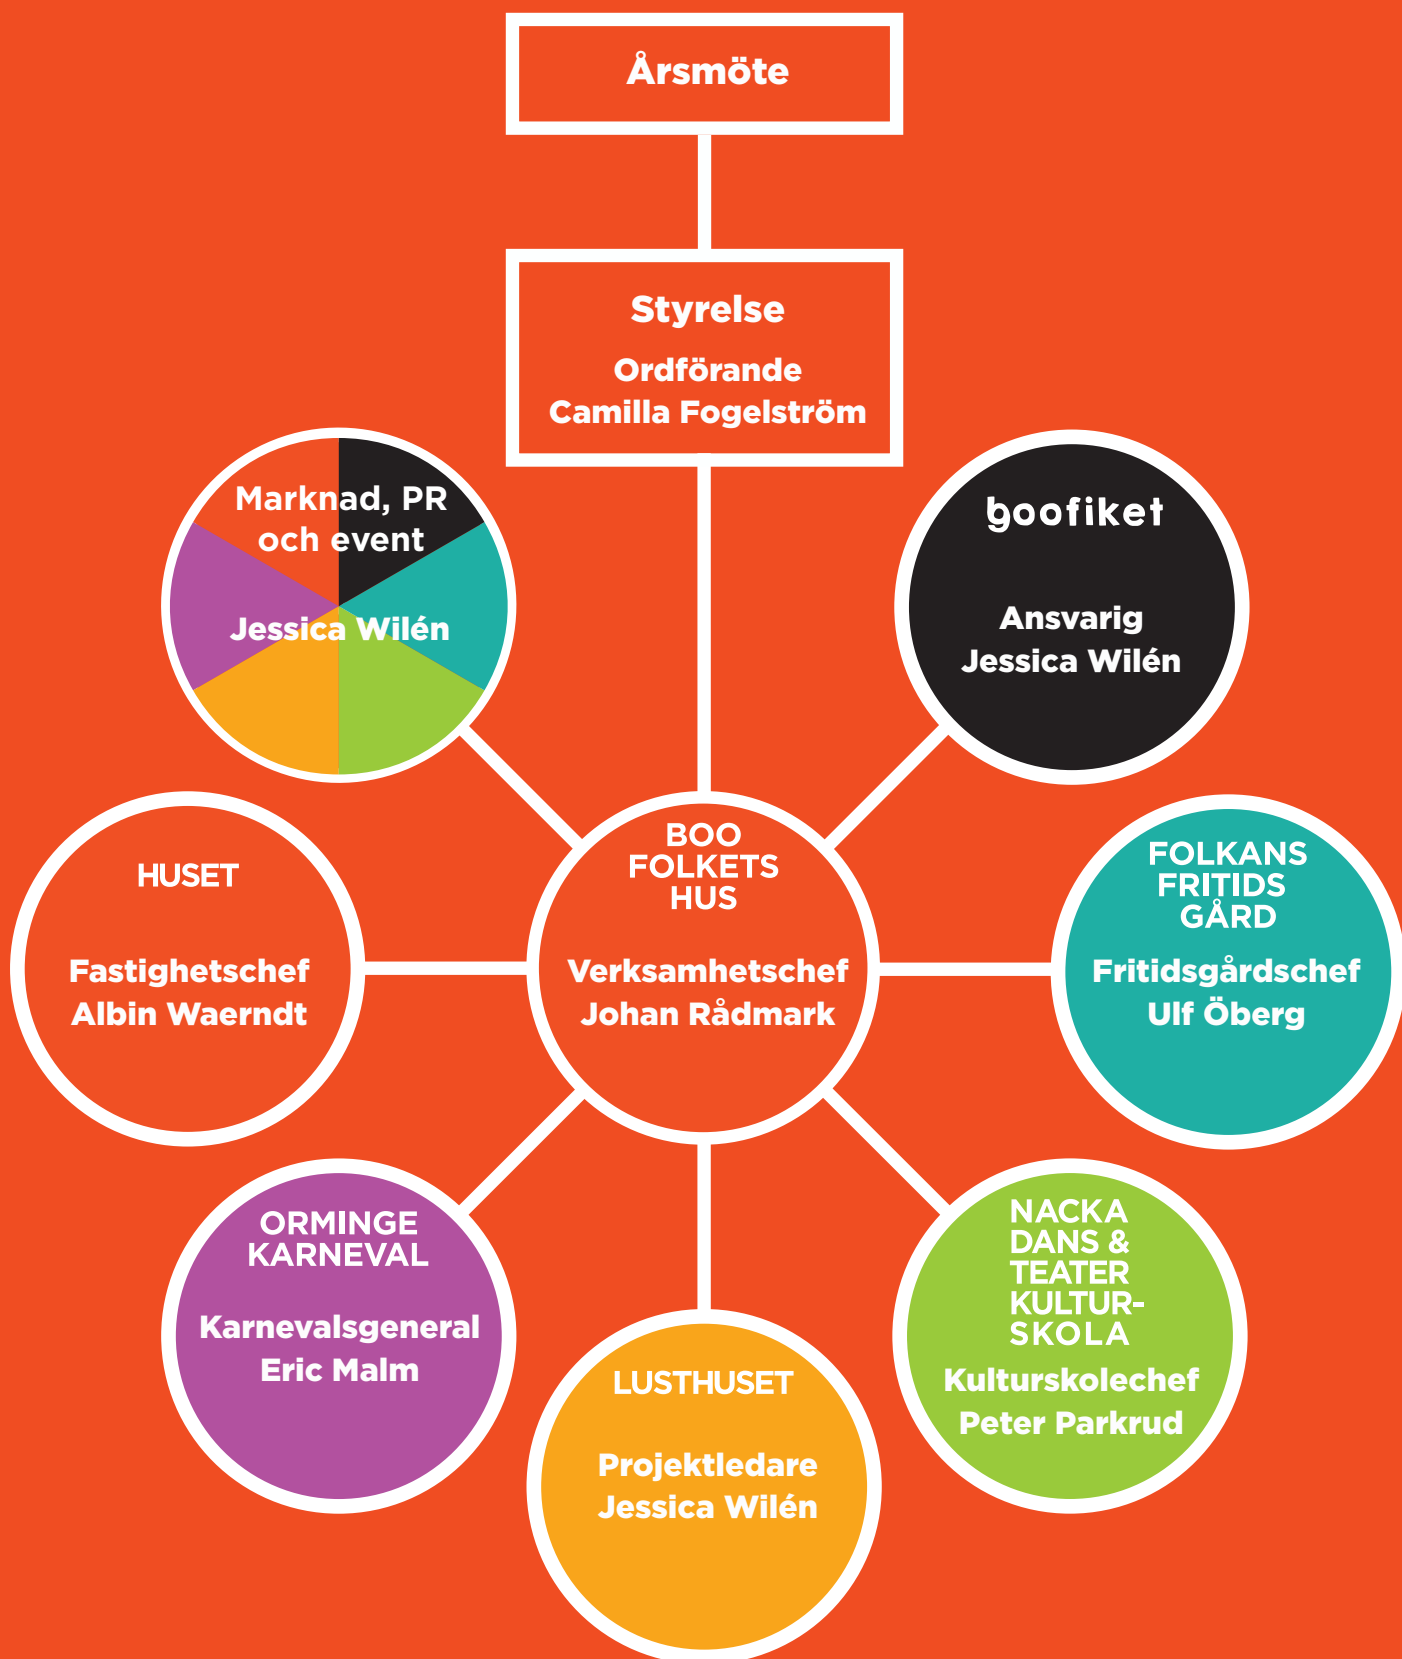 Årsmöte
Styrelse
Ordförande
Camilla Fogelström
Marknad, PR
och event
Jessica Wilén
boofiket
Ansvarig
Jessica Wilén
HUSET
Fastighetschef
Albin Waerndt
BOO
FOLKETS
HUS
Verksamhetschef
Johan Rådmark
FOLKANS
FRITIDS
GÅRD
Fritidsgårdschef
Ulf Öberg
ORMINGE
KARNEVAL
Karnevalsgeneral
Eric Malm
LUSTHUSET
Projektledare
Jessica Wilén
NACKA
DANS &
TEATER
KULTUR-
SKOLA
Kulturskolechef
Peter Parkrud